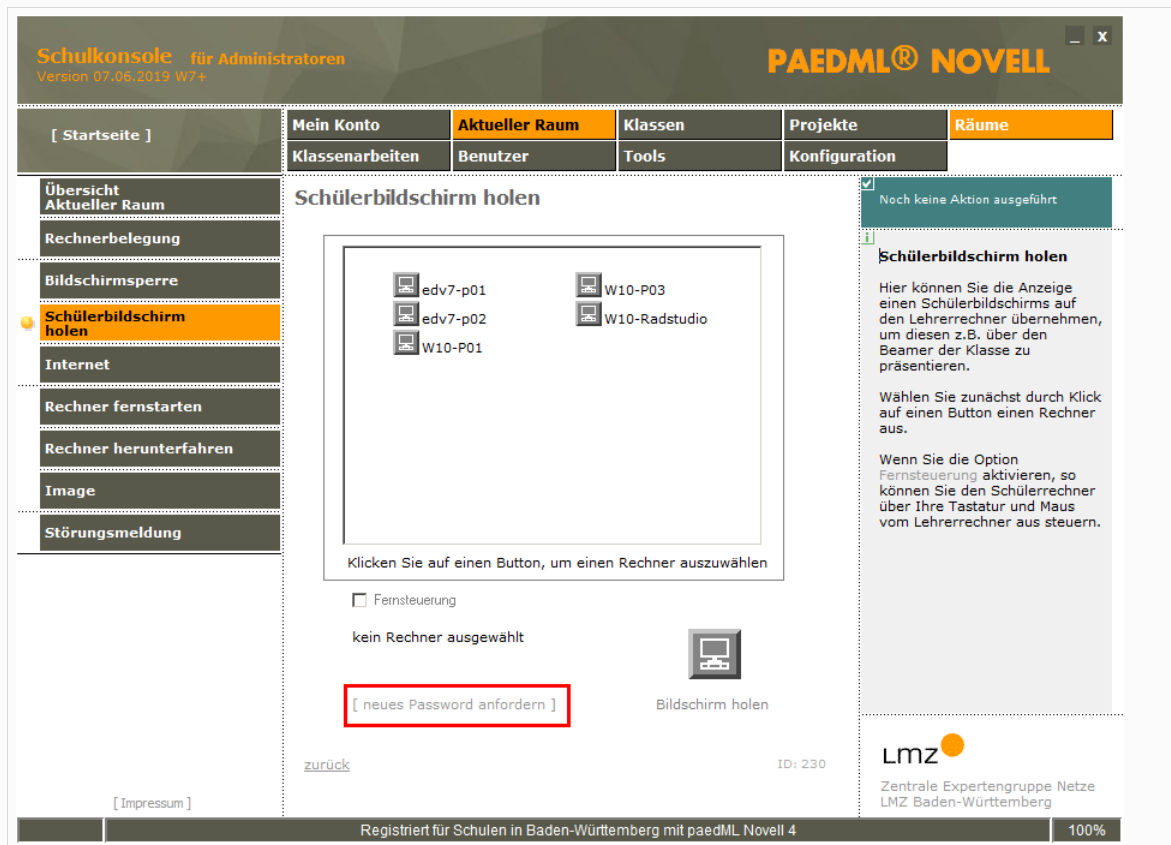 Schulkonsole für Administratoren
Version 07.06.2019 W7+
PAEDML® NOVELL
_ x
[ Startseite ]
Mein Konto
Aktueller Raum
Klassen
Projekte
Räume
Klassenarbeiten
Benutzer
Tools
Konfiguration
Übersicht
Aktueller Raum
Rechnerbelegung
Bildschirmsperre
Schülerbildschirm
holen
Internet
Rechner fernstarten
Rechner herunterfahren
Image
Störungsmeldung
[ Impressum ]
Schülerbildschirm holen
edv7-p01
W10-P03
edv7-p02
W10-Radstudio
W10-P01
Klicken Sie auf einen Button, um einen Rechner auszuwählen
Fernsteuerung
kein Rechner ausgewählt
[ neues Password anfordern ]
Bildschirm holen
zurück
ID: 230
Noch keine Aktion ausgeführt
i
Schülerbildschirm holen
Hier können Sie die Anzeige
einen Schülerbildschirms auf
den Lehrerrechner übernehmen,
um diesen z.B. über den
Beamer der Klasse zu
präsentieren.
Wählen Sie zunächst durch Klick
auf einen Button einen Rechner
aus.
Wenn Sie die Option
Fernsteuerung aktivieren, so
können Sie den Schülerrechner
über Ihre Tastatur und Maus
vom Lehrerrechner aus steuern.
LMZ
Zentrale Expertengruppe Netze
LMZ Baden-Württemberg
Registriert für Schulen in Baden-Württemberg mit paedML Novell 4
100%